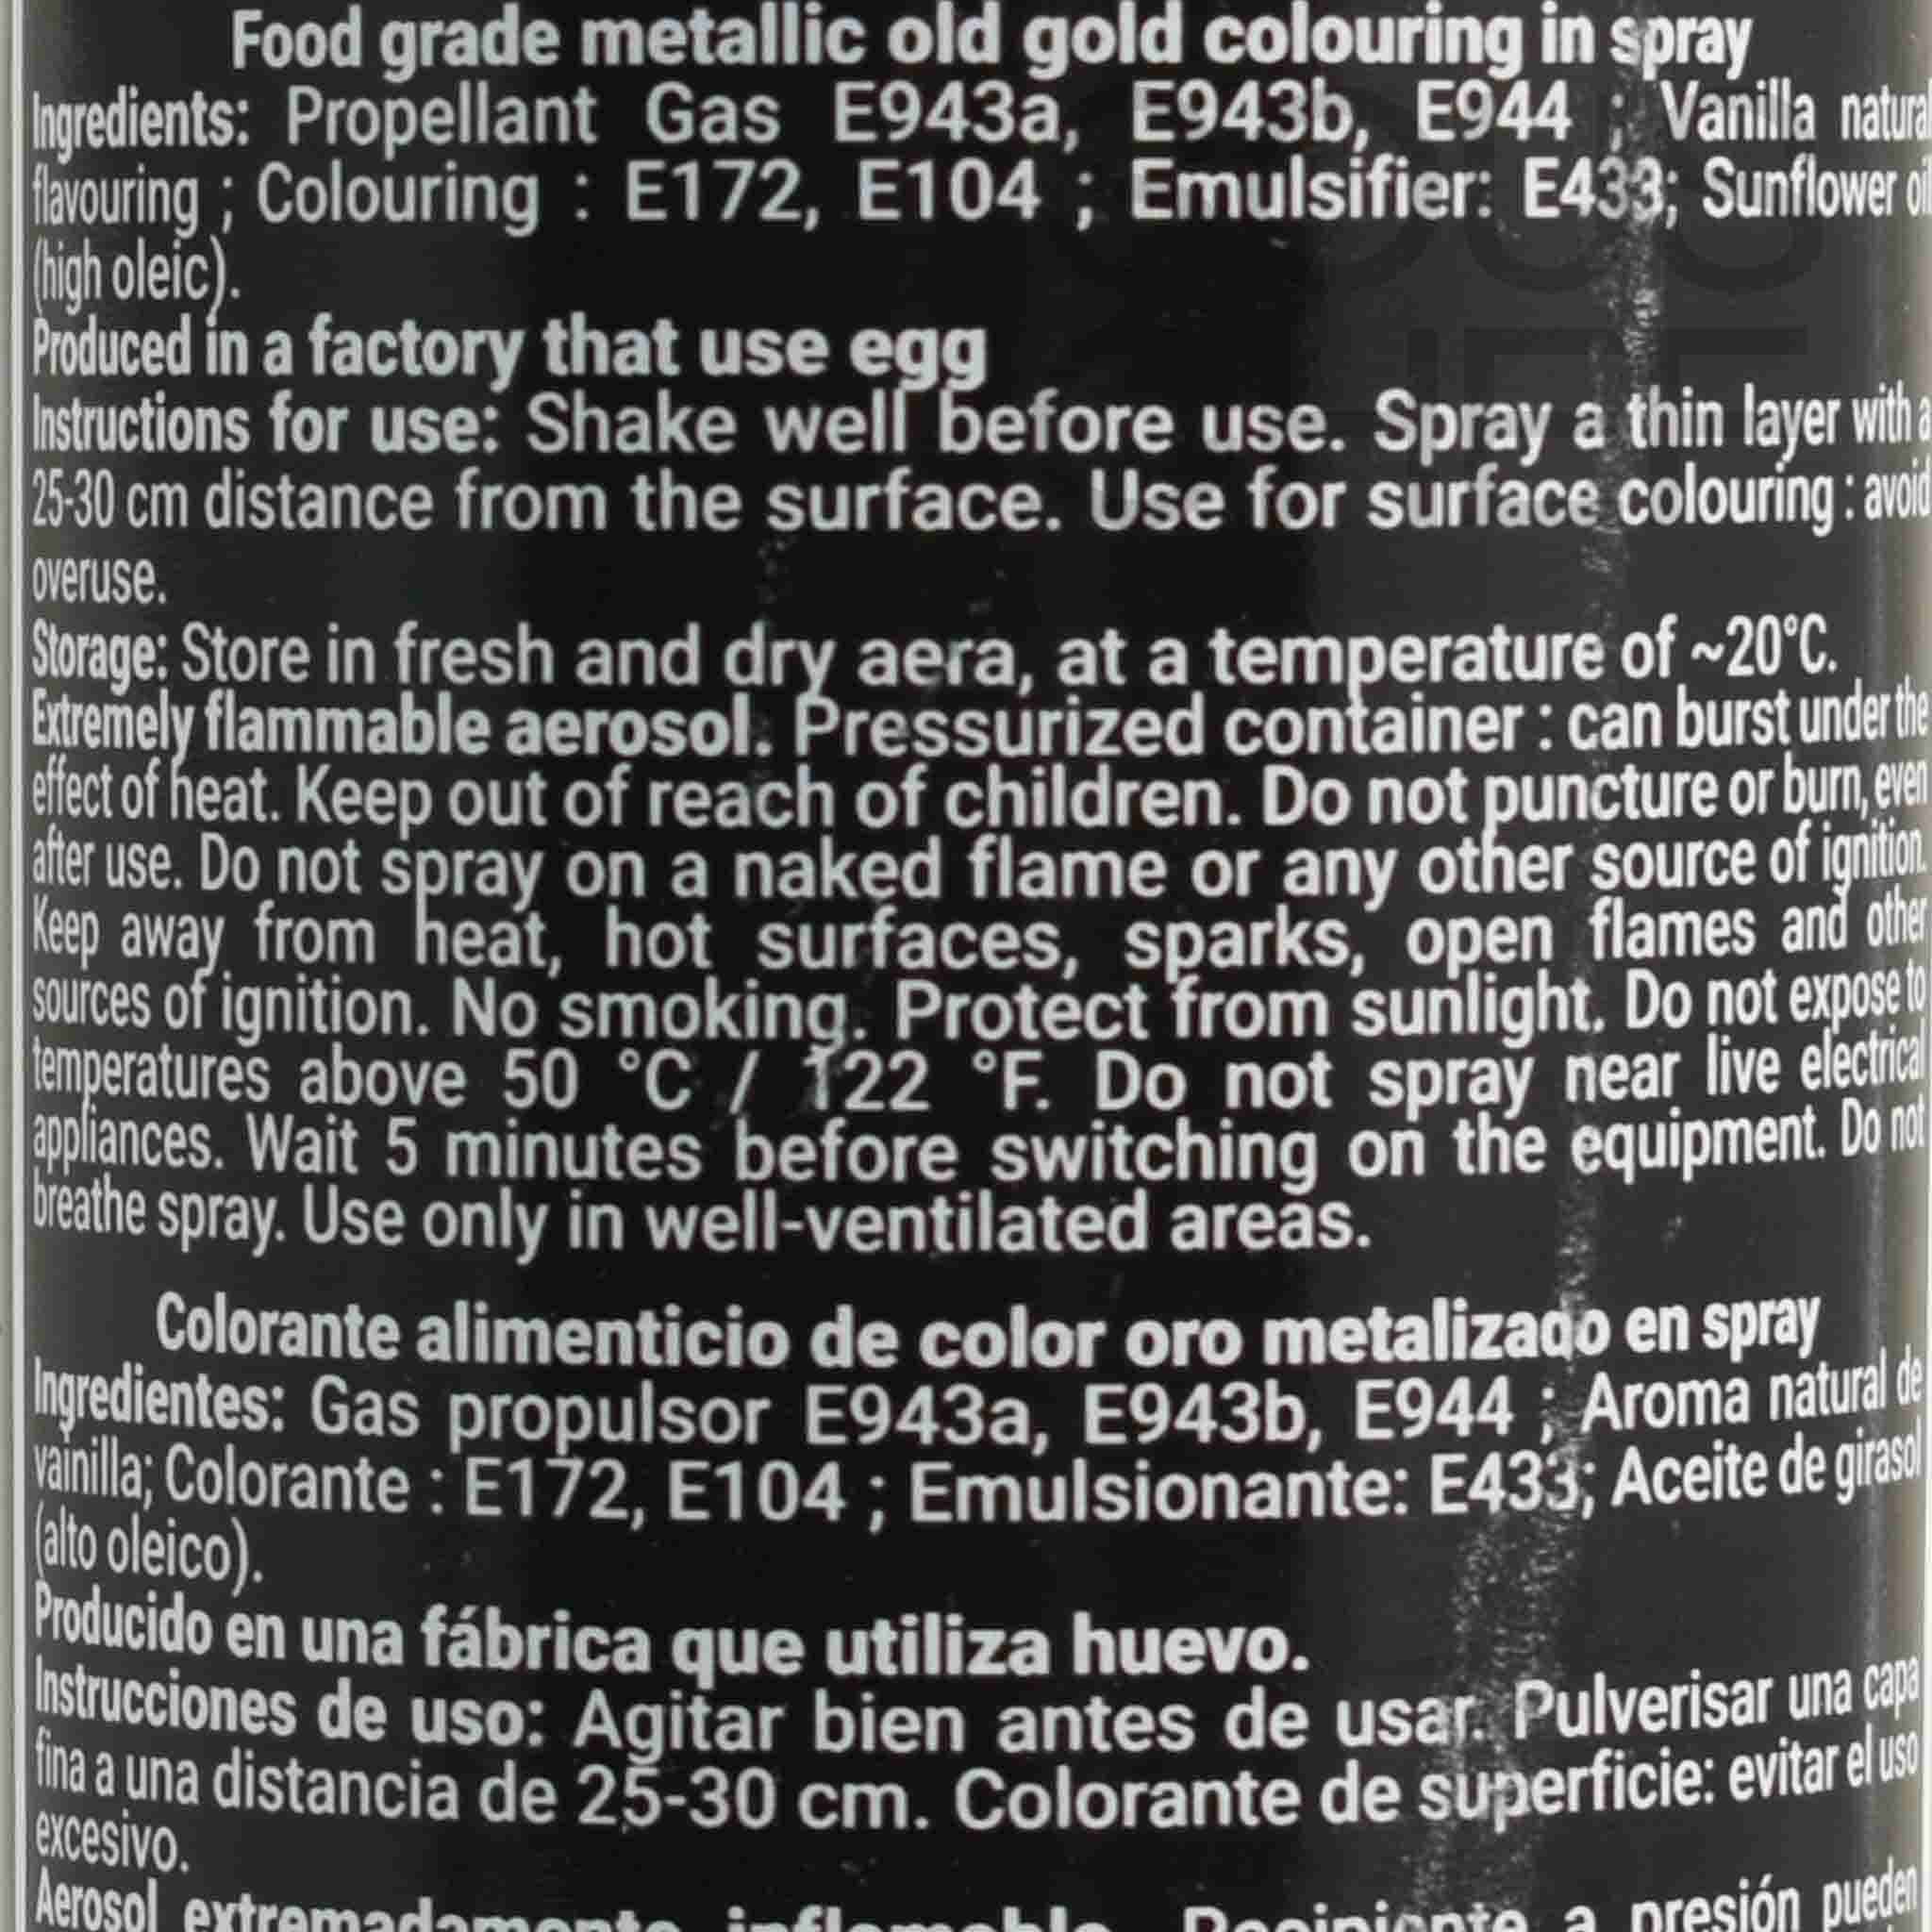 Food grade metallic old gold colouring in spray
Ingredients: Propellant Gas E943a, E943b, E944 ; Vanilla natural
flavouring ; Colouring : E172, E104 ; Emulsifier: E433; Sunflower oil
(high oleic).
Produced in a factory that use egg
Instructions for use: Shake well before use. Spray a thin layer with a
25-30 cm distance from the surface. Use for surface colouring : avoid
overuse.
Storage: Store in fresh and dry aera, at a temperature of ~20°C.
Extremely flammable aerosol. Pressurized container : can burst under the
effect of heat. Keep out of reach of children. Do not puncture or burn, even
after use. Do not spray on a naked flame or any other source of ignition.
Keep away from heat, hot surfaces, sparks, open flames and other
sources of ignition. No smoking. Protect from sunlight. Do not expose to
temperatures above 50 °C / 122 °F. Do not spray near live electrical
appliances. Wait 5 minutes before switching on the equipment. Do not
breathe spray. Use only in well-ventilated areas.
Colorante alimenticio de color oro metalizado en spray
Ingredientes: Gas propulsor E943a, E943b, E944 ; Aroma natural de
vainilla; Colorante : E172, E104 ; Emulsionante: E433; Aceite de girasol
(alto oleico).
Producido en una fábrica que utiliza huevo.
Instrucciones de uso: Agitar bien antes de usar. Pulverisar una capa
fina a una distancia de 25-30 cm. Colorante de superficie: evitar el uso
excesivo.
Aerosol extremadamente inflamable. Recipiente a presión pueden